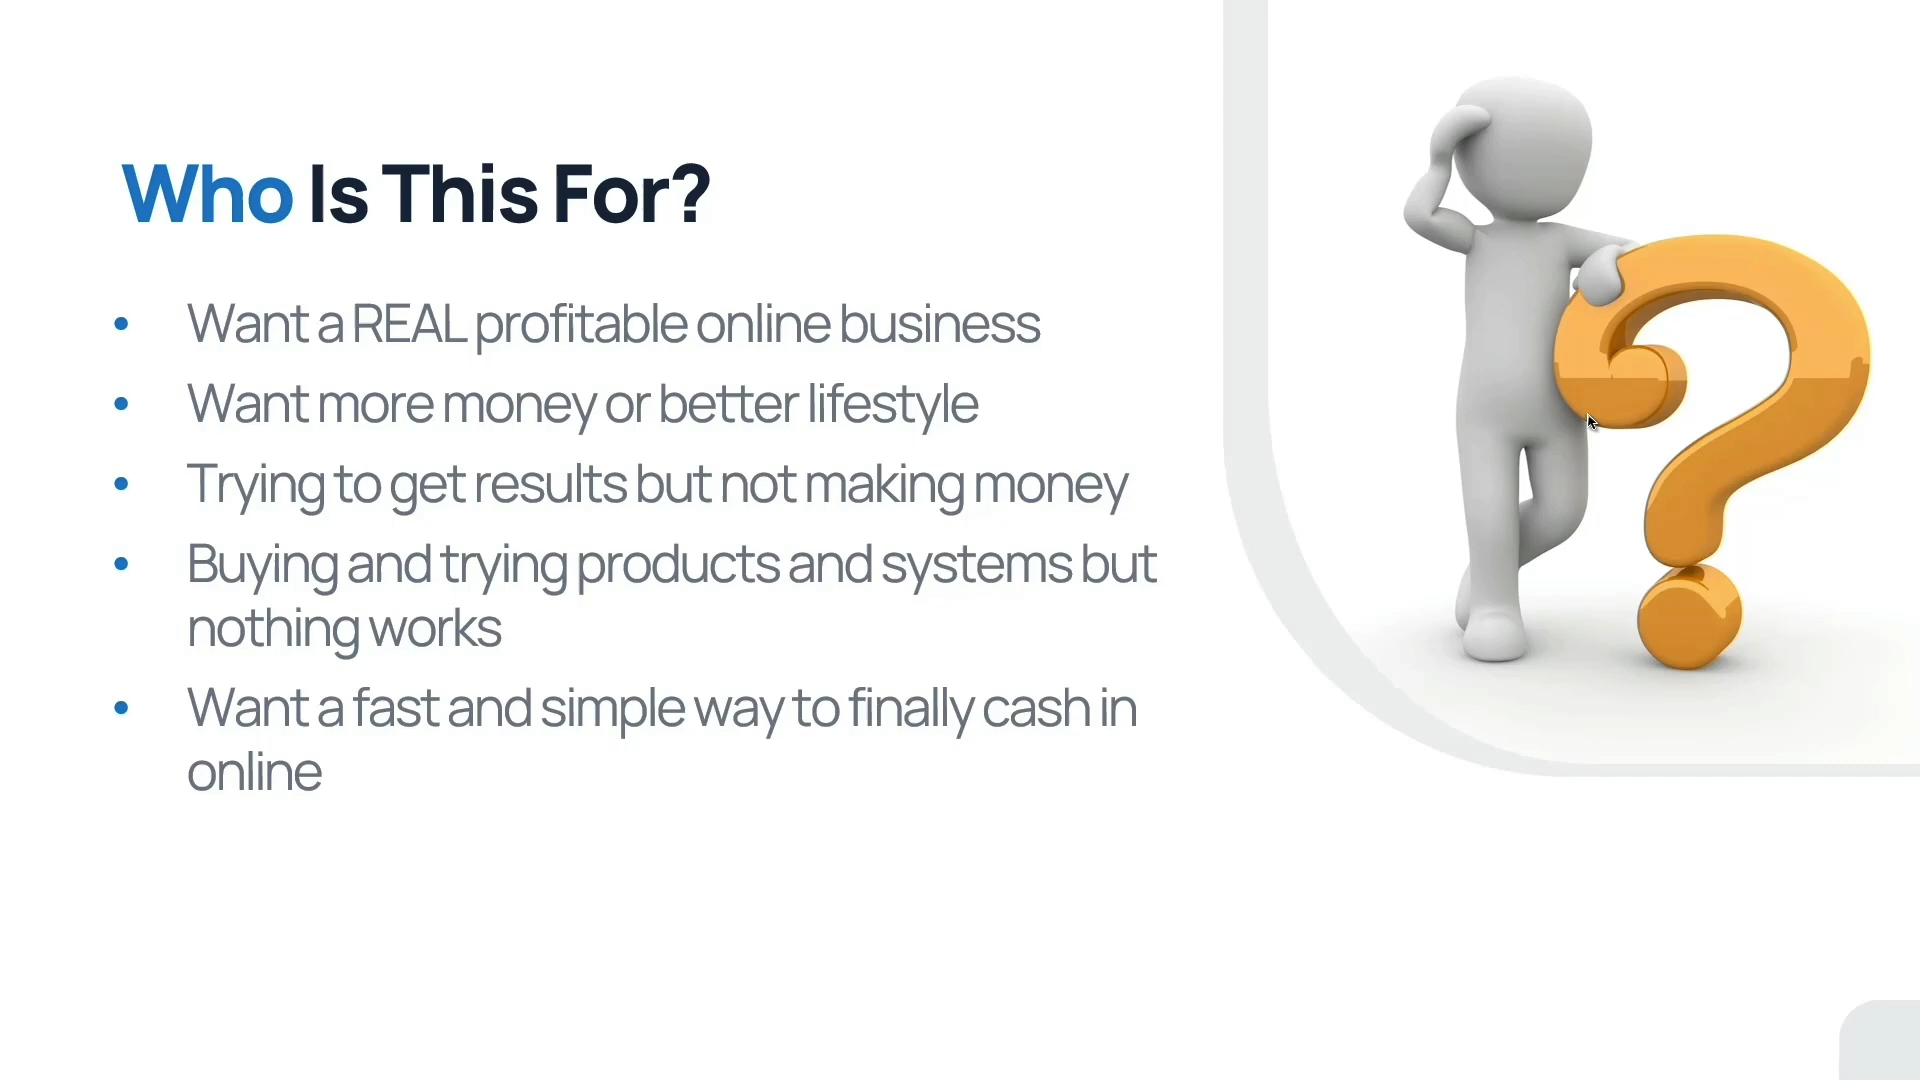 Who Is This For?
• Want a REAL profitable online business
• Want more money or better lifestyle
• Trying to get results but not making money
• Buying and trying products and systems but
nothing works
• Want a fast and simple way to finally cash in
online